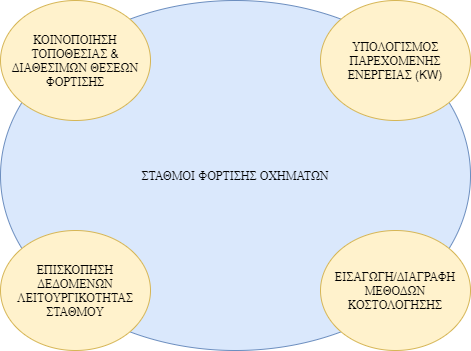 ΚΟΙΝΟΠΟΙΗΣΗ
ΤΟΠΟΘΕΣΙΑΣ &
ΔΙΑΘΕΣΙΜΩΝ ΘΕΣΕΩΝ
ΦΟΡΤΙΣΗΣ
ΥΠΟΛΟΓΙΣΜΟΣ
ΠΑΡΕΧΟΜΕΝΗΣ
ΕΝΕΡΓΕΙΑΣ (KW)
ΣΤΑΘΜΟΙ ΦΟΡΤΙΣΗΣ ΟΧΗΜΑΤΩΝ
ΕΠΙΣΚΟΠΗΣΗ
ΔΕΔΟΜΕΝΩΝ
ΛΕΙΤΟΥΡΓΙΚΟΤΗΤΑΣ
ΣΤΑΘΜΟΥ
ΕΙΣΑΓΩΓΗ/ΔΙΑΓΡΑΦΗ
ΜΕΘΟΔΩΝ
ΚΟΣΤΟΛΟΓΗΣΗΣ